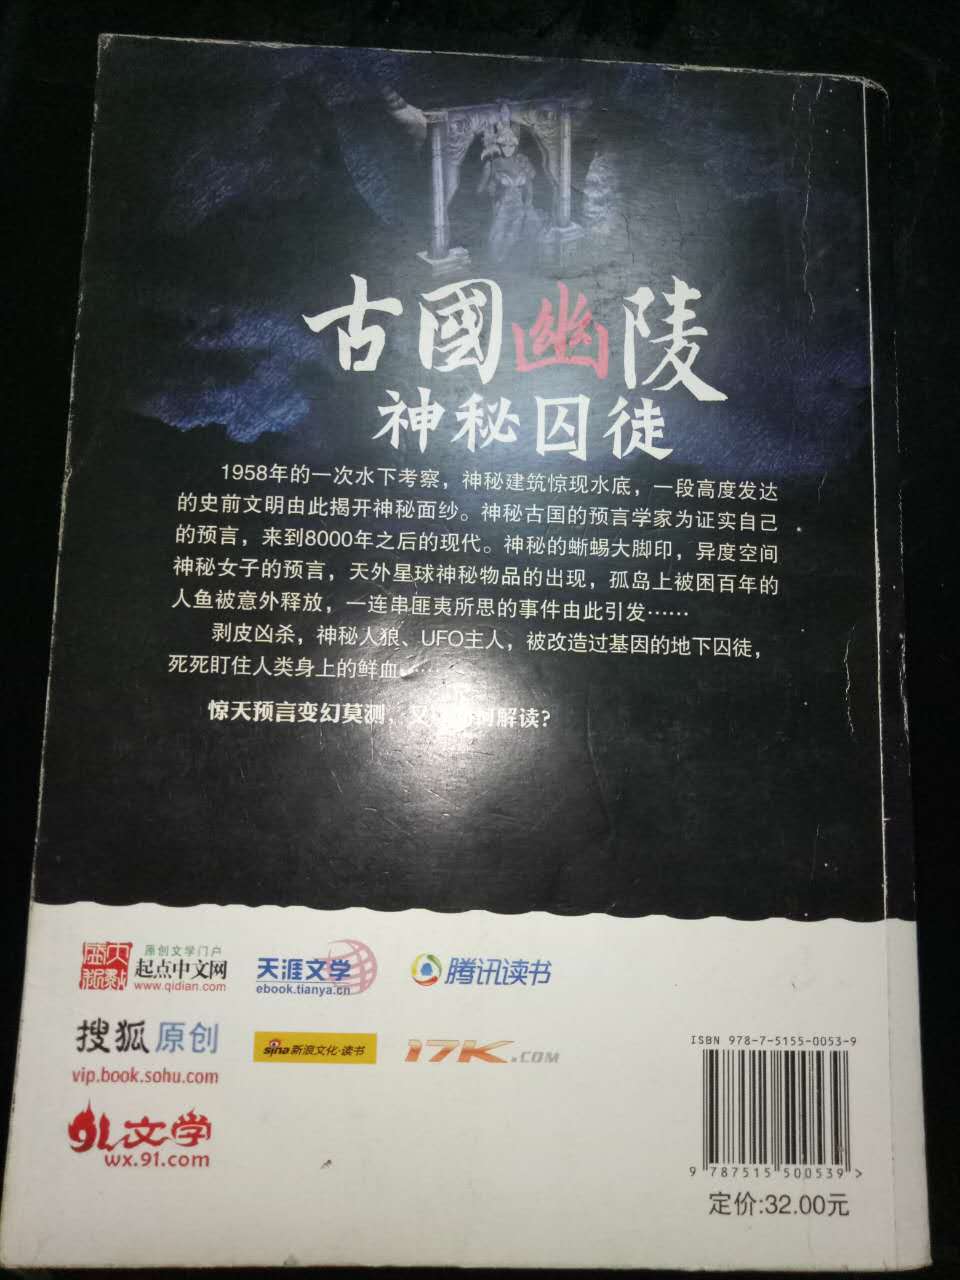 古國幽陵
神秘囚徒
1958年的一次水下考察，神秘建筑惊现水底，一段高度发达
的史前文明由此揭开神秘面纱。神秘古国的预言学家为证实自己
的预言，来到8000年之后的现代。神秘的蜥蜴大脚印，异度空间
神秘女子的预言，天外星球神秘物品的出现，孤岛上被困百年的
人鱼被意外释放，一连串匪夷所思的事件由此引发……
剥皮凶杀，神秘人狼、UFO主人，被改造过基因的地下囚徒，
死死盯住人类身上的鲜血……
惊天预言变幻莫测，又 解读？
原创文学门户
起点中文网
www.qidian.com
天涯文学
ebook.tianya.cn
腾讯读书
搜狐原创
vip.book.sohu.com
sina新浪文化·读书
17K.COM
91文学
wx.91.com
ISBN 978-7-5155-0053-9
9 787515 500539 >
定价:32.00元